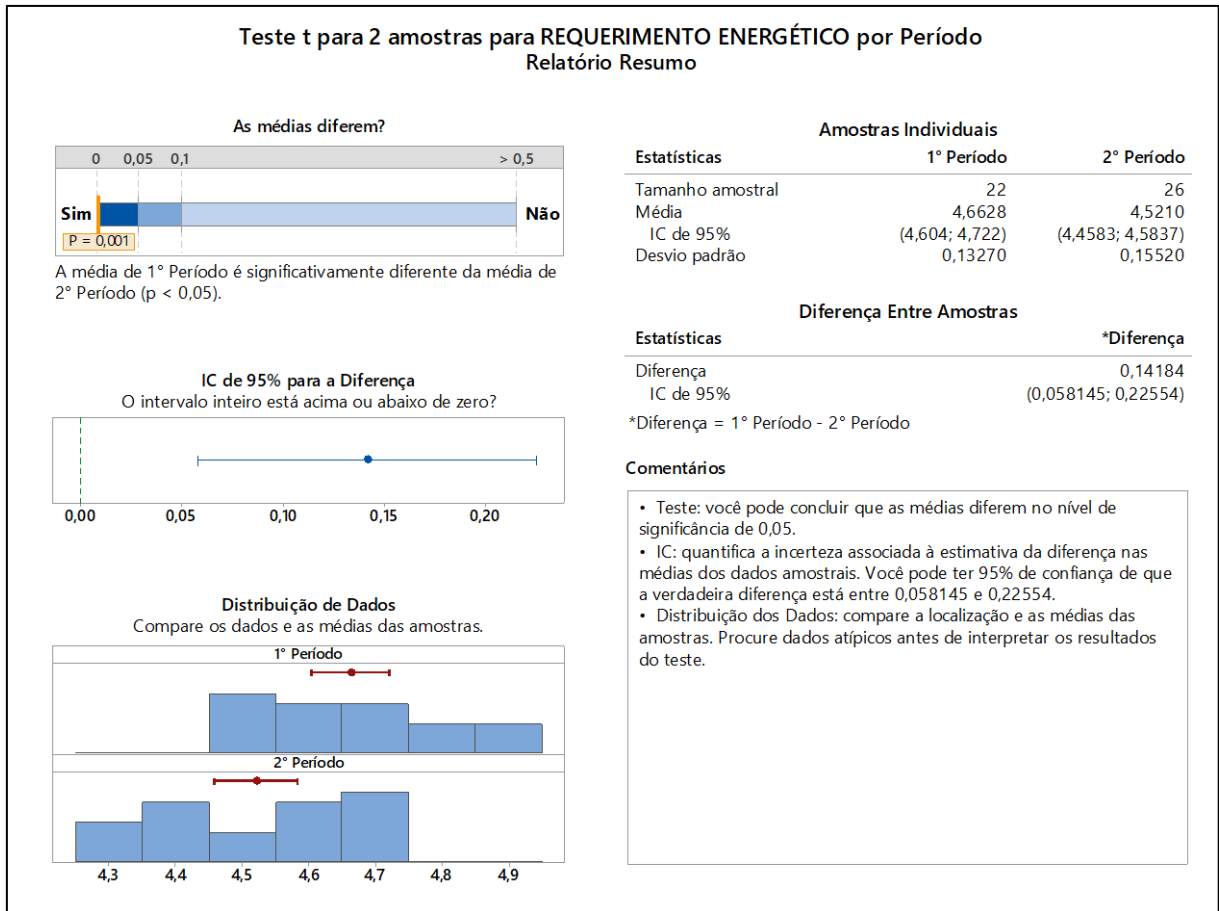 Teste t para 2 amostras para REQUERIMENTO ENERGÉTICO por Período
Relatório Resumo
As médias diferem?
0 0,05 0,1 > 0,5
Sim Não
P = 0,001
A média de 1° Período é significativamente diferente da média de
2° Período (p < 0,05).
IC de 95% para a Diferença
O intervalo inteiro está acima ou abaixo de zero?
0,00 0,05 0,10 0,15 0,20
Distribuição de Dados
Compare os dados e as médias das amostras.
1° Período
2° Período
4,3 4,4 4,5 4,6 4,7 4,8 4,9
Amostras Individuais
Estatísticas 1° Período 2° Período
Tamanho amostral 22 26
Média 4,6628 4,5210
IC de 95% (4,604; 4,722) (4,4583; 4,5837)
Desvio padrão 0,13270 0,15520
Diferença Entre Amostras
Estatísticas *Diferença
Diferença 0,14184
IC de 95% (0,058145; 0,22554)
*Diferença = 1° Período - 2° Período
Comentários
• Teste: você pode concluir que as médias diferem no nível de
significância de 0,05.
• IC: quantifica a incerteza associada à estimativa da diferença nas
médias dos dados amostrais. Você pode ter 95% de confiança de que
a verdadeira diferença está entre 0,058145 e 0,22554.
• Distribuição dos Dados: compare a localização e as médias das
amostras. Procure dados atípicos antes de interpretar os resultados
do teste.